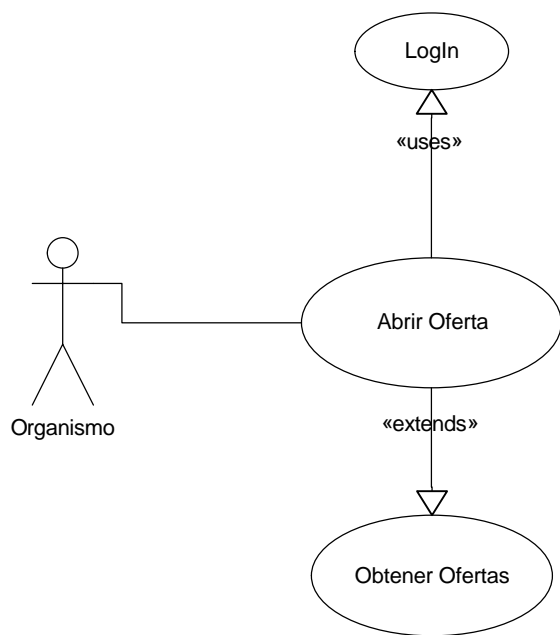 LogIn
«uses»
Abrir Oferta
Organismo
«extends»
Obtener Ofertas